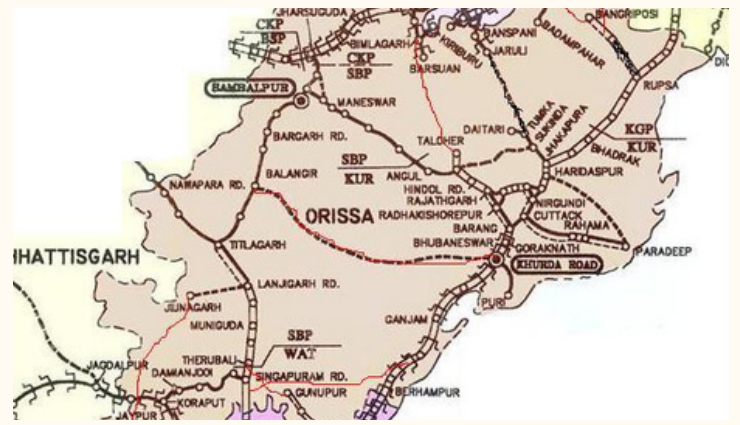 JHARSUGUDA
CKP
BSP
BIMLAGARH
BARSUAN
KIRIBURU
BANSPANI
JARULI
BADAMPAHAR
BANGRIPOSI
RUPSA
CKP
SBP
SAMBALPUR
MANESWAR
BARGARH RD.
TALCHER
DAITARI
TUMKA
SUKINDA
JHAKAPURA
KGP
KUR
BHADRAK
SBP
KUR
ANGUL
HARIDASPUR
NAWAPARA RD.
BALANGIR
HINDOL RD.
RAJATHGARH
RADHAKISHOREPUR
NIRGUNDI
CUTTACK
RAHAMA
ORISSA
BARANG
BHUBANESWAR
GORAKNATH
PARADEEP
TITLAGARH
HHATTISGARH
KHURDA ROAD
LANJIGARH RD.
PURI
JUNAGARH
MUNIGUDA
GANJAM
SBP
WAT
THERUBALI
JAGDALPUR
DAMIANJODI
SINGAPURAM RD.
GUNUPUR
BERHAMPUR
KORAPUT
JAYPUR